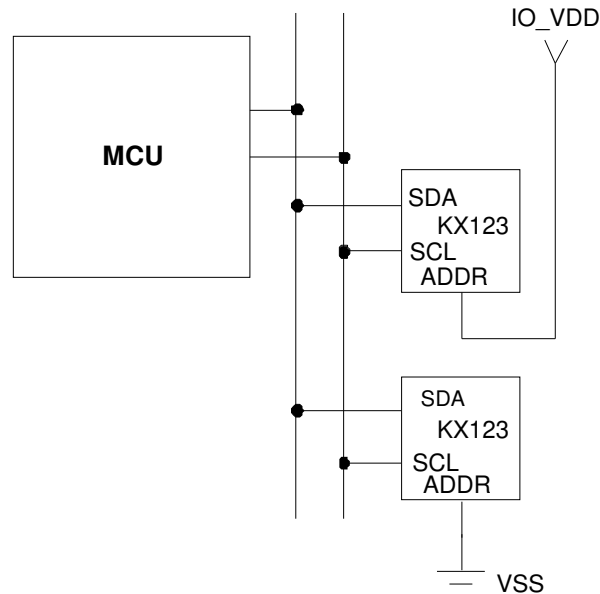 IO_VDD
MCU
SDA
KX123
SCL
ADDR
SDA
KX123
SCL
ADDR
VSS